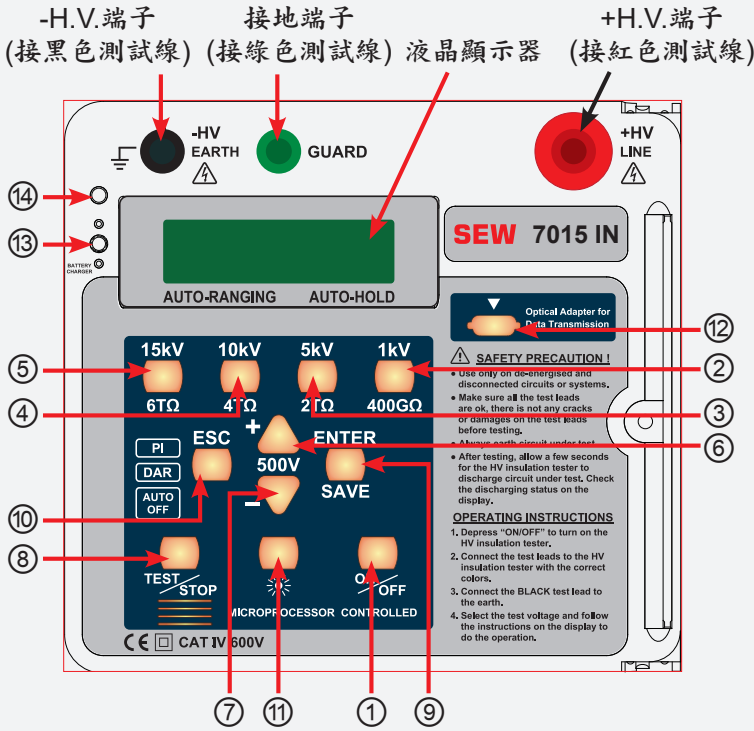 -H.V.端子
(接黑色測試線)
接地端子
(接綠色測試線)
液晶顯示器
+H.V.端子
(接紅色測試線)
-HV
EARTH
GUARD
+HV
LINE
⑭
⑬
BATTERY
CHARGER
AUTO-RANGING AUTO-HOLD
SEW 7015 IN
Optical Adapter for
Data Transmission
⑫
15kV 10kV 5kV 1kV
6TΩ 4TΩ 2TΩ 400GΩ
⑤
④
②
③
⑥
SAFETY PRECAUTION !
• Use only on de-energised and
disconnected circuits or systems.
• Make sure all the test leads
are ok, there is not any cracks
or damages on the test leads
before testing.
• Always earth circuit under test
• After testing, allow a few seconds
for the HV insulation tester to
discharge circuit under test. Check
the discharging status on the
display.
PI
DAR
AUTO
OFF
ESC
+
500V
–
ENTER
SAVE
⑩
⑧
OPERATING INSTRUCTIONS
1. Depress "ON/OFF" to turn on the
HV insulation tester.
2. Connect the test leads to the HV
insulation tester with the correct
colors.
3. Connect the BLACK test lead to
the earth.
4. Select the test voltage and follow
the instructions on the display to
do the operation.
TEST/STOP
ON/OFF
MICROPROCESSOR CONTROLLED
CE CAT IV 600V
⑦ ⑪ ① ⑨